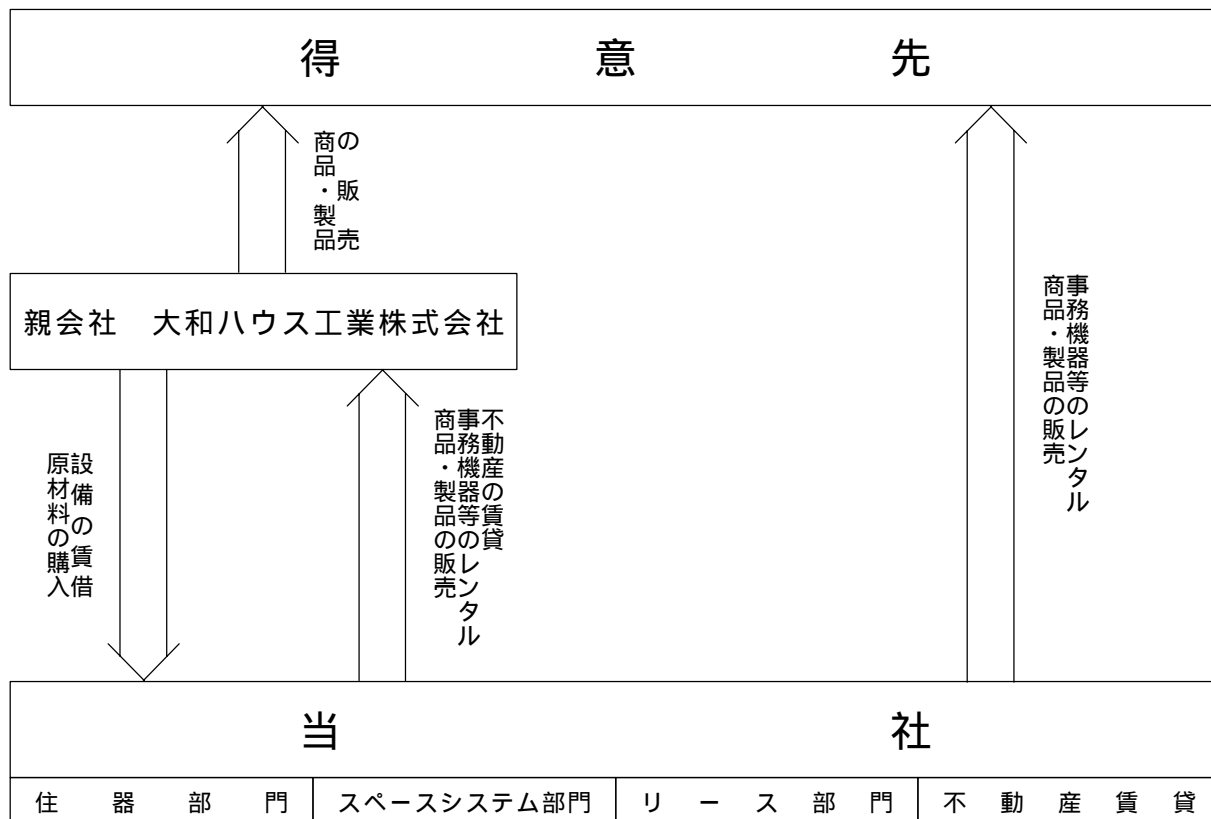 得意先
商品・製品
の販売
親会社　大和ハウス工業株式会社
原材料の購入
設備の賃借
商品・製品の販売
事務機器等のレンタル
不動産の賃貸
商品・製品の販売
事務機器等のレンタル
当社
住器部門
スペースシステム部門
リース部門
不動産賃貸